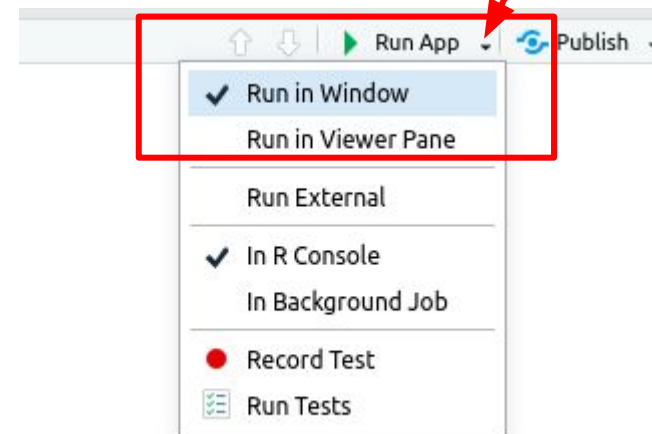 Run App Publish
Run in Window
Run in Viewer Pane
Run External
In R Console
In Background Job
Record Test
Run Tests